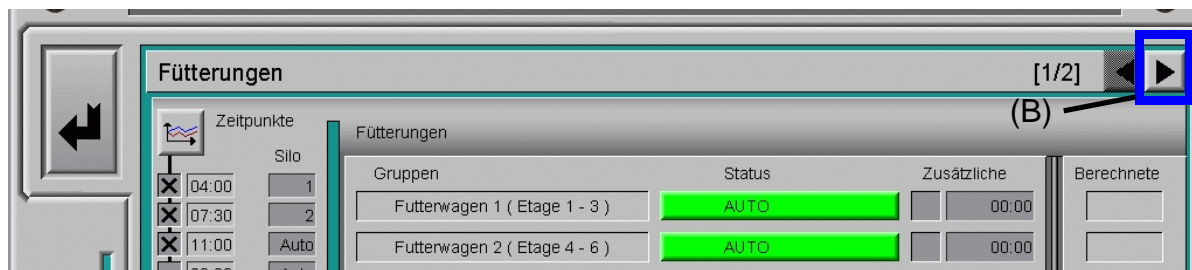 Fütterungen [1/2]
(B)
Zeitpunkte
Silo
04:00 1
07:30 2
11:00 Auto
Fütterungen
Gruppen Status Zusätzliche Berechnete
Futterwagen 1 ( Etage 1 - 3 ) AUTO 00:00
Futterwagen 2 ( Etage 4 - 6 ) AUTO 00:00